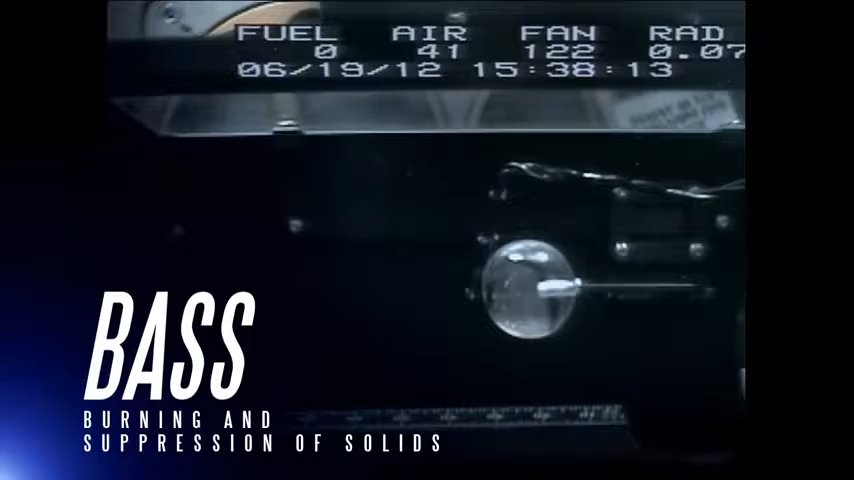 FUEL AIR FAN RAD
0 41 122 0.07
06/19/12 15:38:13
BASS
BURNING AND
SUPPRESSION OF SOLIDS